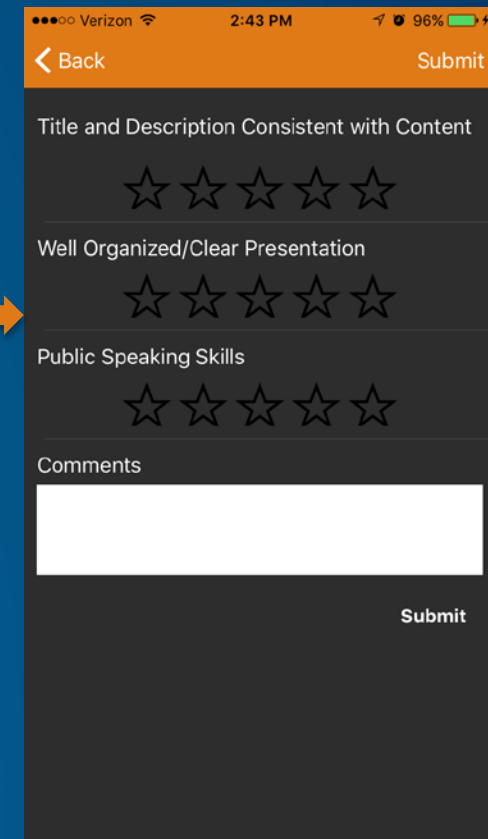 Verizon 2:43 PM 96%
Back Submit
Title and Description Consistent with Content
Well Organized/Clear Presentation
Public Speaking Skills
Comments
Submit